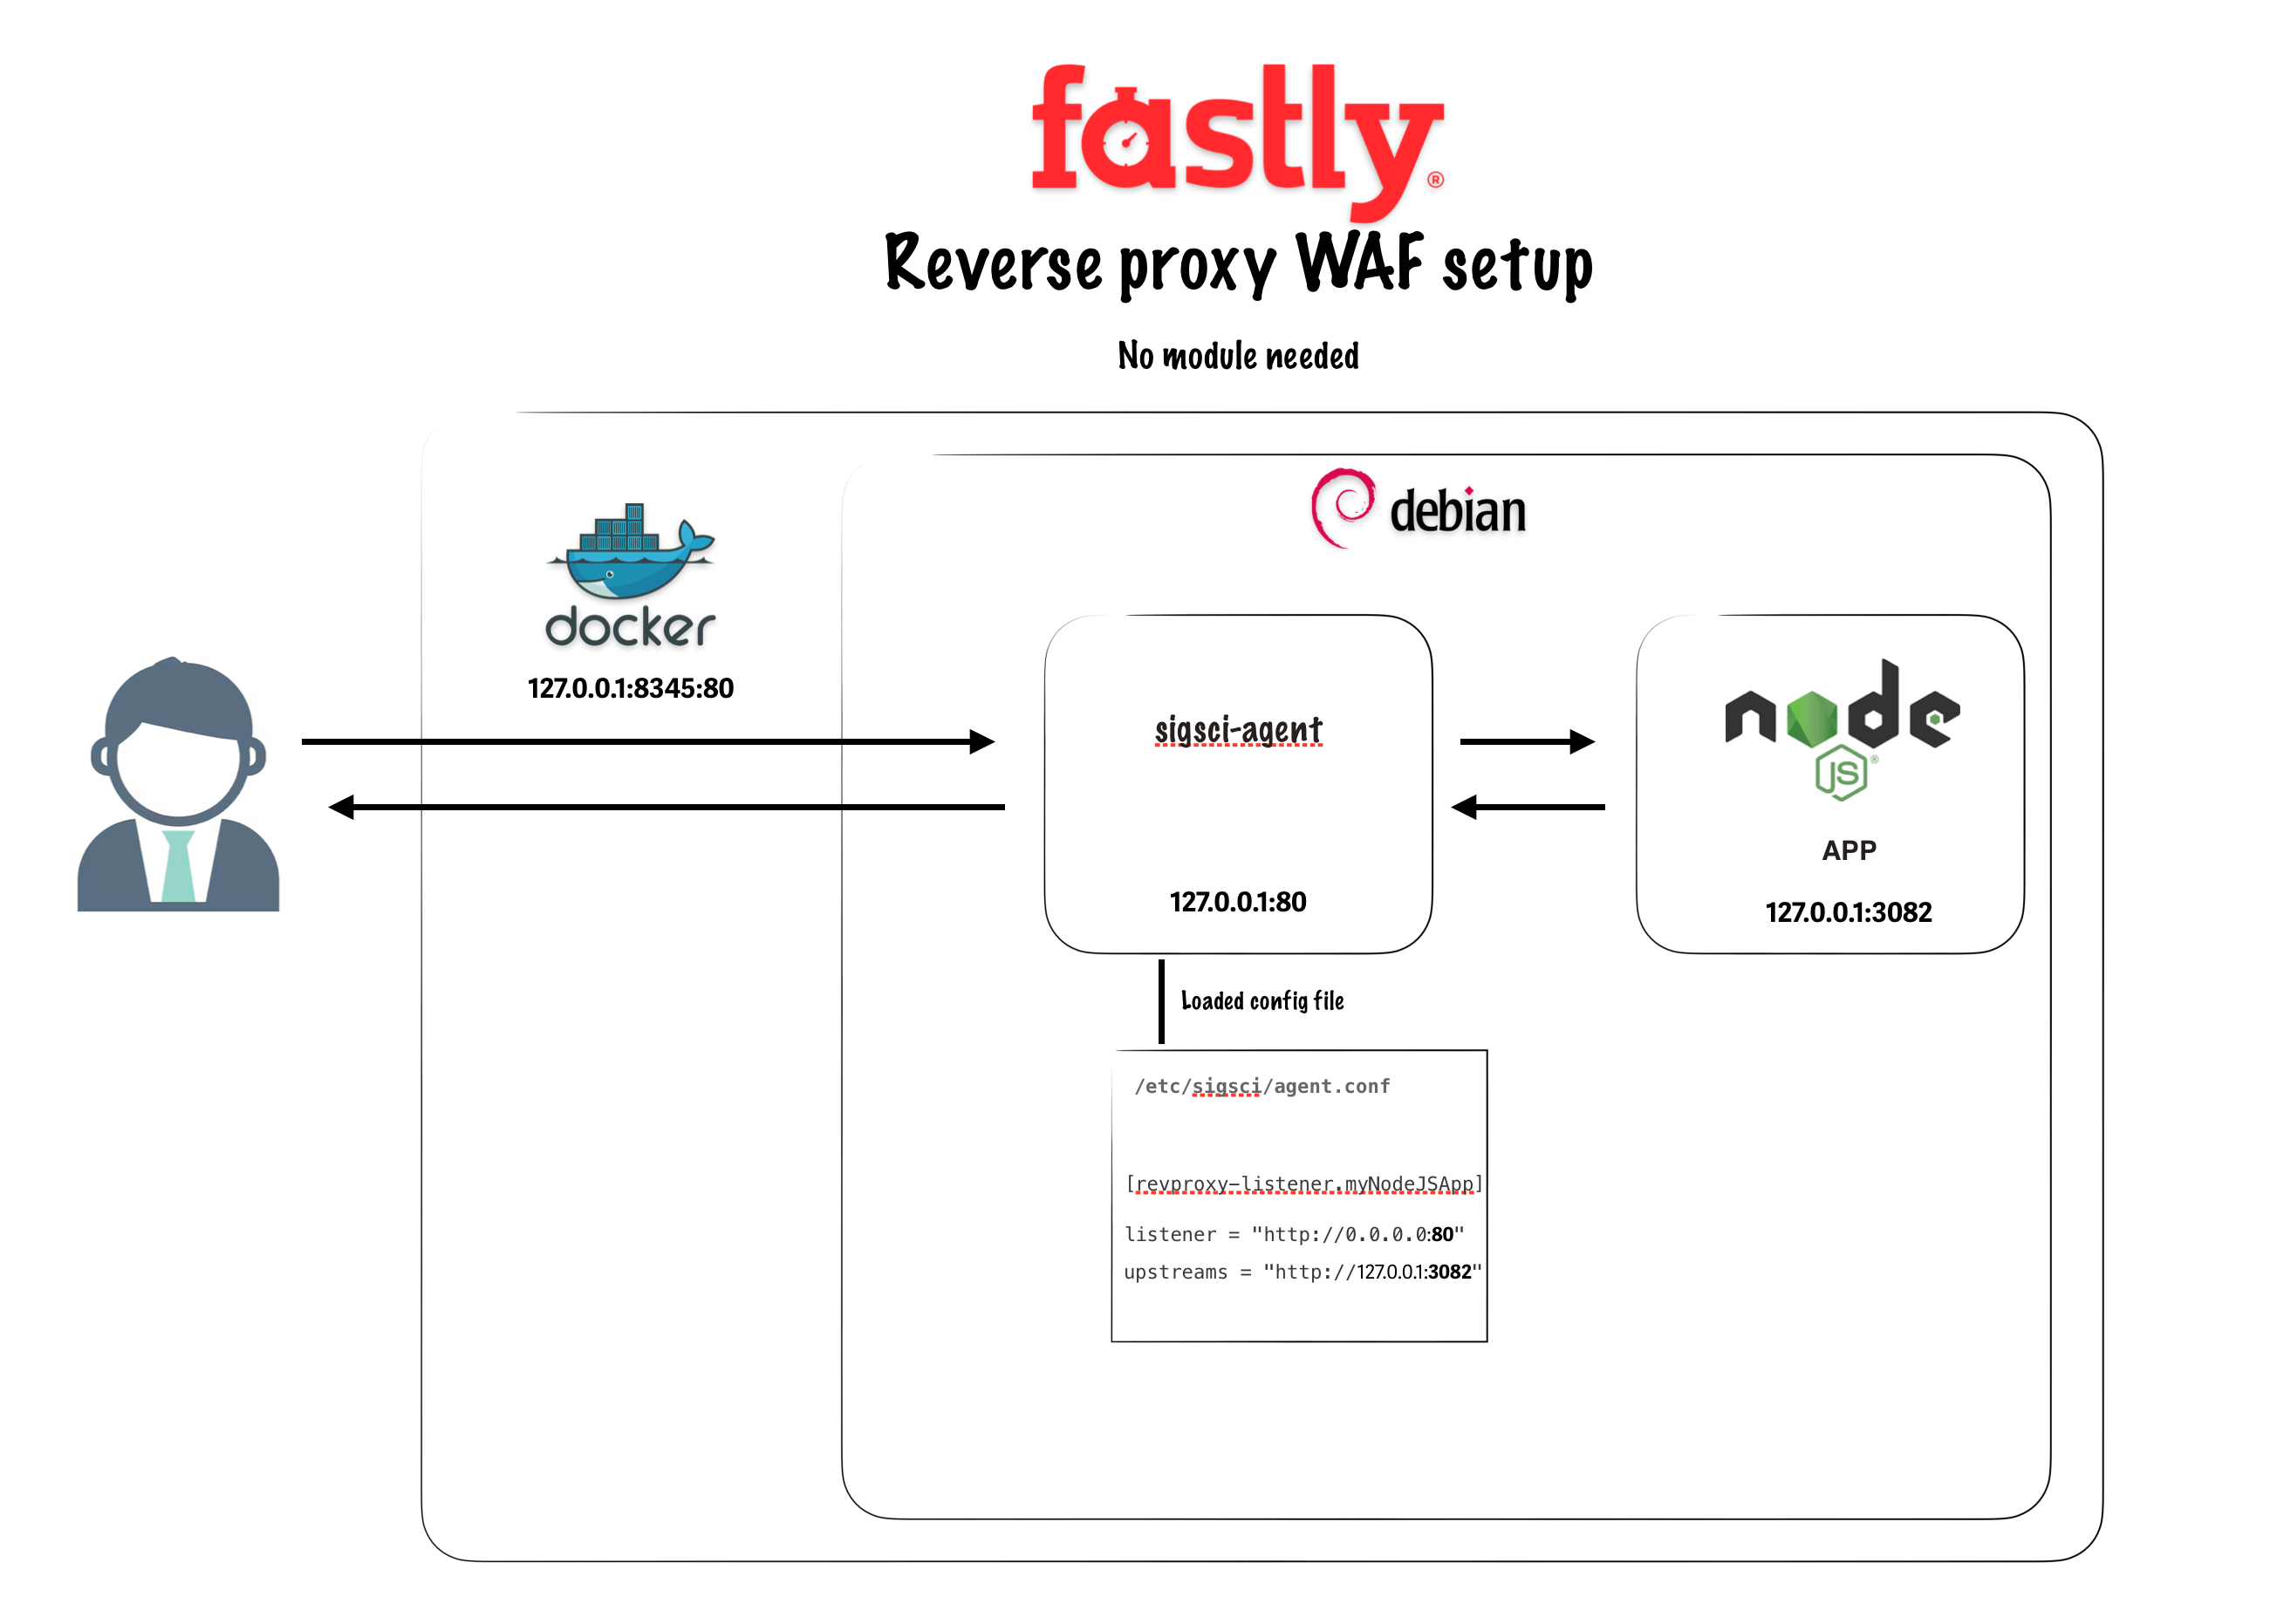 fastly®
Reverse proxy WAF setup
No module needed
debian
docker
127.0.0.1:8345:80
sigsci-agent
127.0.0.1:80
node
JS®
APP
127.0.0.1:3082
Loaded config file
/etc/sigsci/agent.conf
[revproxy-listener.myNodeJSApp]
listener = "http://0.0.0.0:80"
upstreams = "http://127.0.0.1:3082"